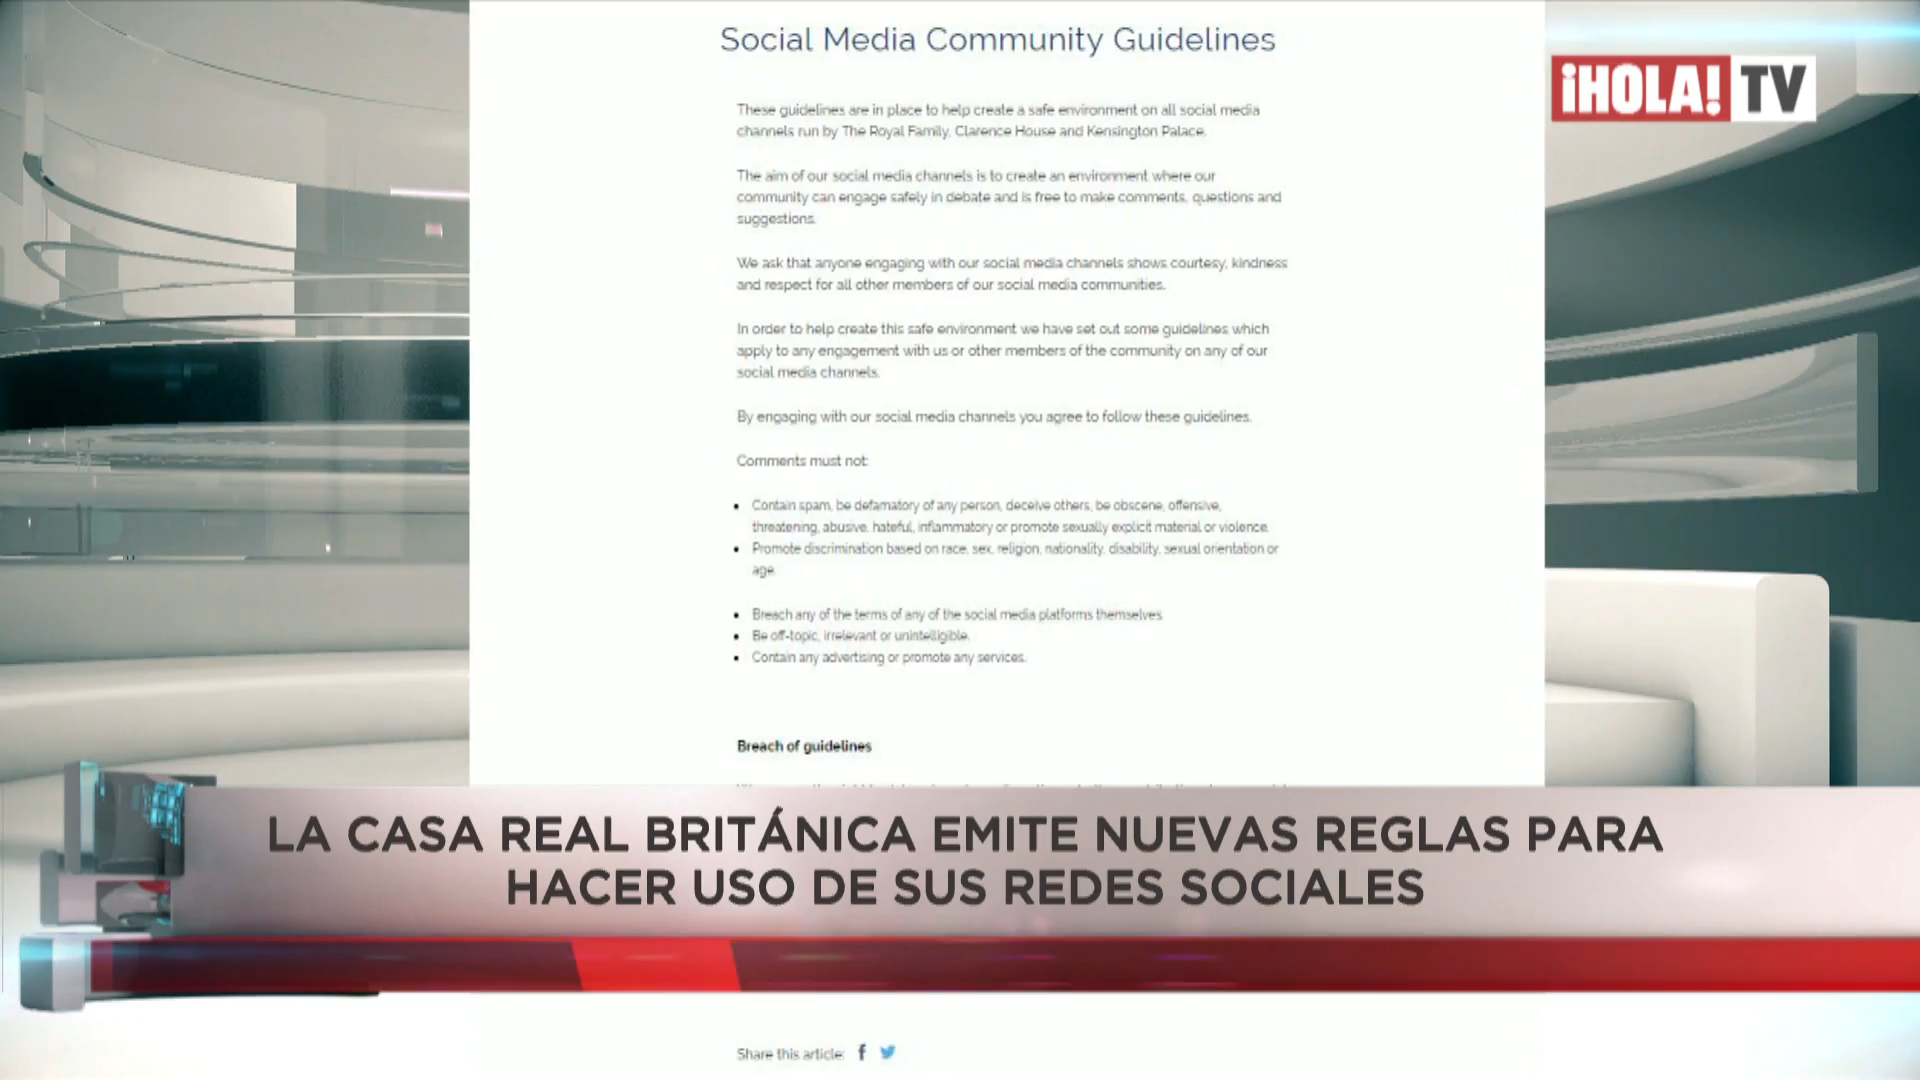 Social Media Community Guidelines
¡HOLA! TV
These guidelines are in place to help create a safe environment on all social media
channels run by The Royal Family, Clarence House and Kensington Palace.
The aim of our social media channels is to create an environment where our
community can engage safely in debate and is free to make comments, questions and
suggestions.
We ask that anyone engaging with our social media channels shows courtesy, kindness
and respect for all other members of our social media communities.
In order to help create this safe environment we have set out some guidelines which
apply to any engagement with us or other members of the community on any of our
social media channels.
By engaging with our social media channels you agree to follow these guidelines.
Comments must not:
• Contain spam, be defamatory of any person, deceive others, be obscene, offensive,
threatening, abusive, hateful, inflammatory or promote sexually explicit material or violence.
• Promote discrimination based on race, sex, religion, nationality, disability, sexual orientation or
age.
• Breach any of the terms of any of the social media platforms themselves.
• Be off-topic, irrelevant or unintelligible.
• Contain any advertising or promote any services.
Breach of guidelines
LA CASA REAL BRITÁNICA EMITE NUEVAS REGLAS PARA
HACER USO DE SUS REDES SOCIALES
Share this article: